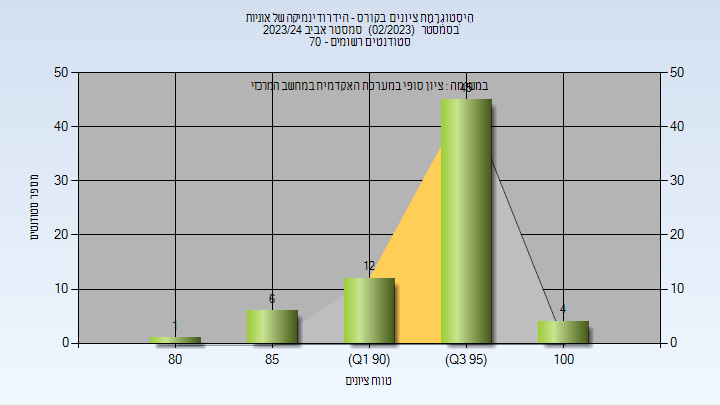 היסטוגרמת ציונים בקורס - הידרודינמיקה של אוניות
בסמסטר (02/2023) סמסטר אביב 2023/24
סטודנטים רשומים - 70
במשימה : ציון סופי במערכת האקדמית במחשב המרכזי
מספר סטודנטים
50
40
30
20
10
0
50
40
30
20
10
0
1
6
12
45
4
80
85
(Q1 90)
(Q3 95)
100
טווח ציונים